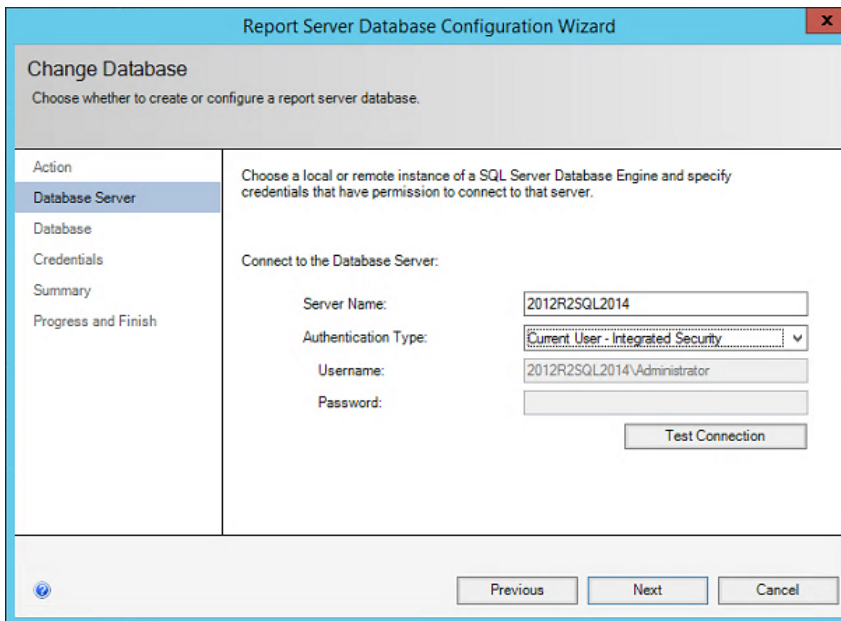 Report Server Database Configuration Wizard
x
Change Database
Choose whether to create or configure a report server database.
Action
Database Server
Database
Credentials
Summary
Progress and Finish
Choose a local or remote instance of a SQL Server Database Engine and specify
credentials that have permission to connect to that server.
Connect to the Database Server:
Server Name: 2012R2SQL2014
Authentication Type: Current User - Integrated Security
Username: 2012R2SQL2014\Administrator
Password:
Test Connection
? Previous Next Cancel